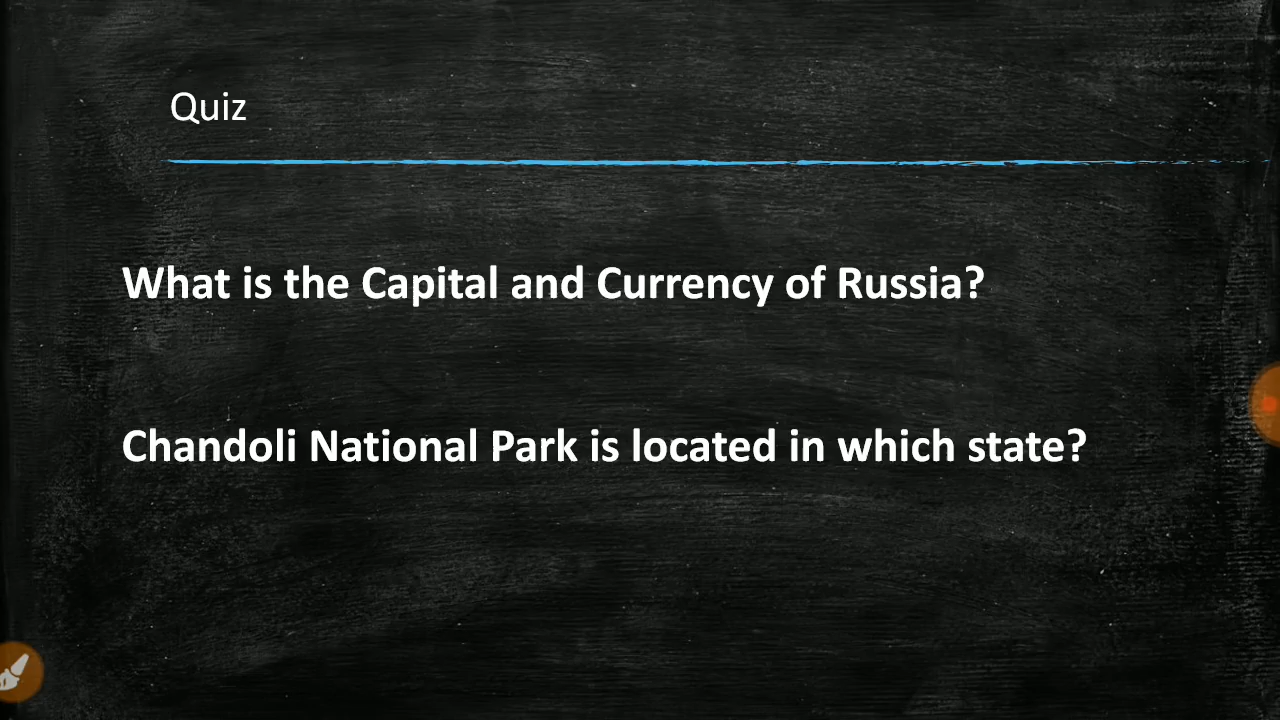 Quiz
What is the Capital and Currency of Russia?
Chandoli National Park is located in which state?